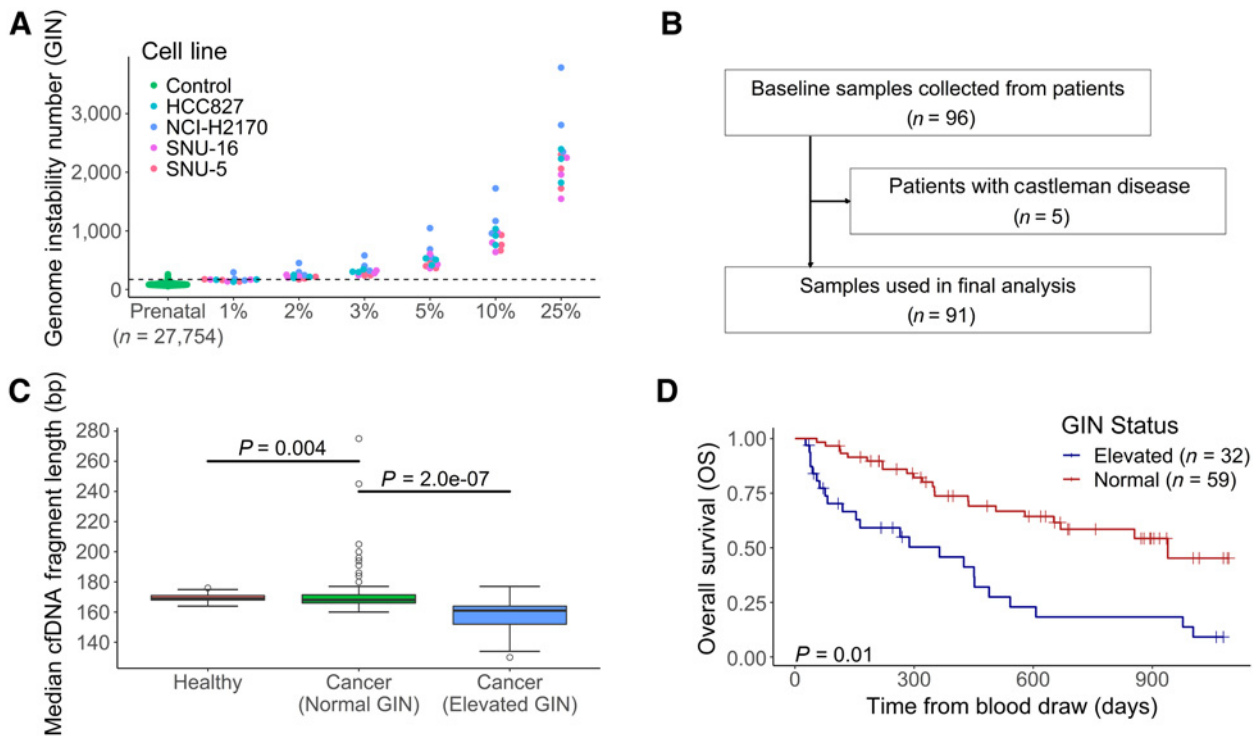 A
Genome instability number (GIN)
Cell line
Control
HCC827
NCI-H2170
SNU-16
SNU-5
3,000
2,000
1,000
0
Prenatal 1% 2% 3% 5% 10% 25%
(n = 27,754)
B
Baseline samples collected from patients
(n = 96)
Patients with castleman disease
(n = 5)
Samples used in final analysis
(n = 91)
C
Median cfDNA fragment length (bp)
280
260
240
220
200
180
160
140
P = 0.004
P = 2.0e-07
Healthy Cancer Cancer
(Normal GIN) (Elevated GIN)
D
Overall survival (OS)
GIN Status
Elevated (n = 32)
Normal (n = 59)
1.00
0.75
0.50
0.25
0.00
P = 0.01
0 300 600 900
Time from blood draw (days)